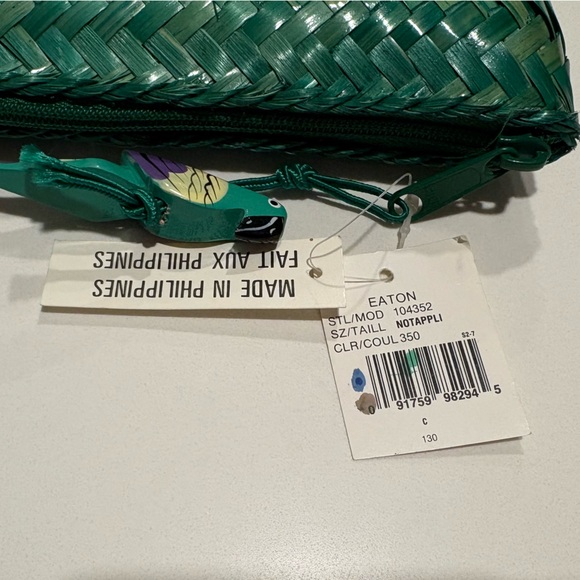 MADE IN PHILIPPINES
FAIT AUX PHILIPPINES
EATON
STL/MOD 104352
SZ/TAILL NOTAPPLI
CLR/COUL 350
S2-7
0 91759 98294 5
C
130